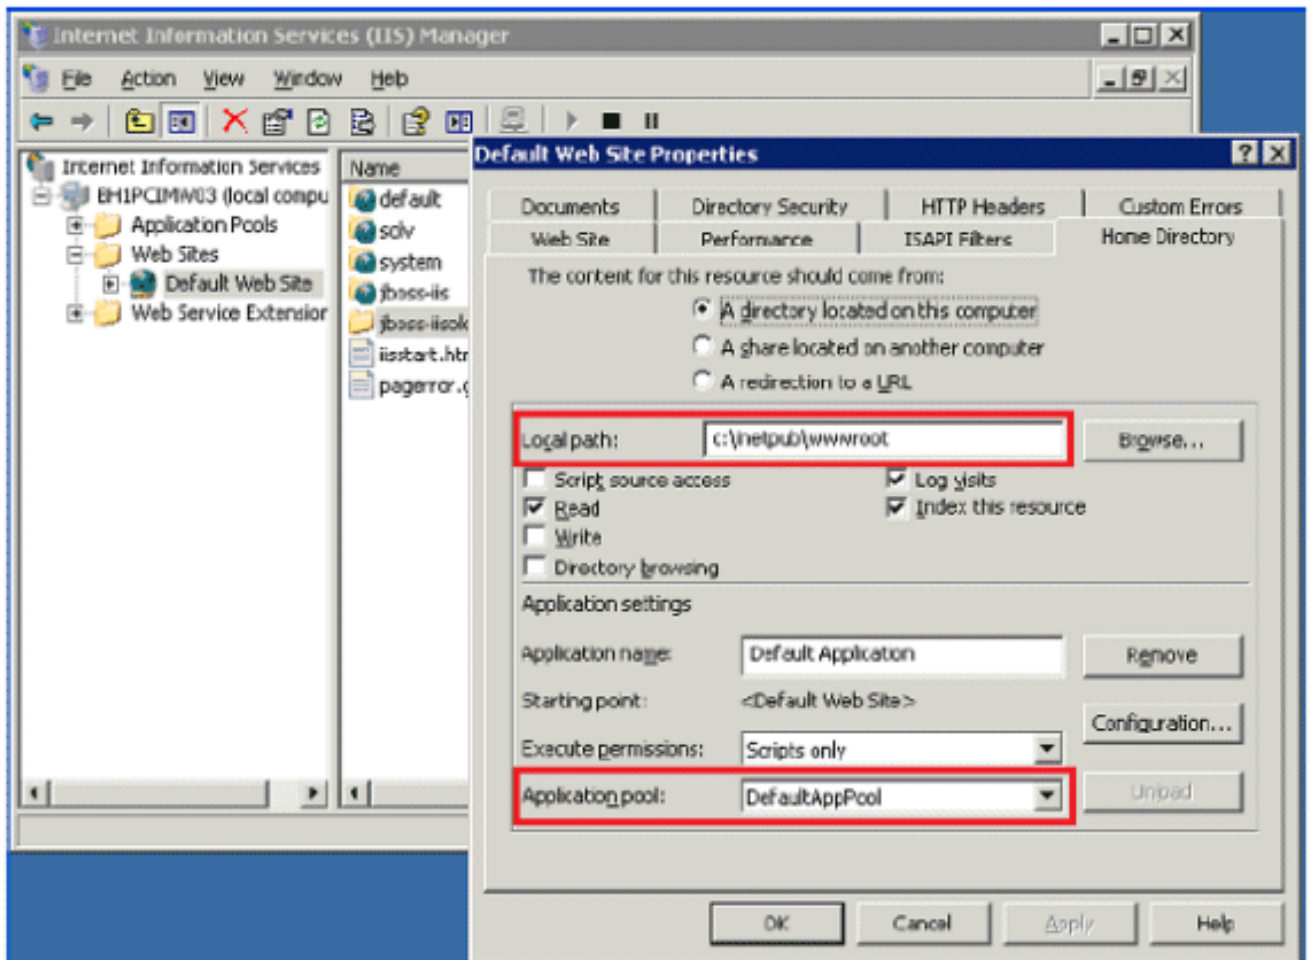 Internet Information Services (IIS) Manager
File Action View Window Help
Internet Information Services
BH1PCIMW03 (local compu
Application Pools
Web Sites
Default Web Site
Web Service Extension
Name
default
system
jboss-iis
iisstart.htm
pagerror.g
Default Web Site Properties
Documents Directory Security HTTP Headers Custom Errors
Web Site Performance ISAPI Filters Home Directory
The content for this resource should come from:
A directory located on this computer
A share located on another computer
A redirection to a URL
Local path: c:\inetpub\wwwroot Browse...
Script source access Log visits
Read Index this resource
Write
Directory browsing
Application settings
Application name: Default Application Remove
Starting point: <Default Web Site>
Configuration...
Execute permissions: Scripts only
Application pool: DefaultAppPool Unload
OK Cancel Apply Help